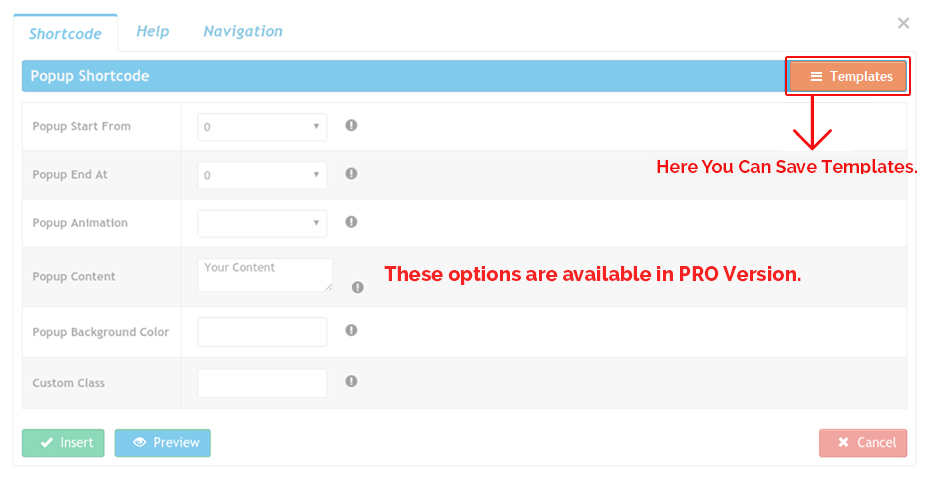 Shortcode Help Navigation
Popup Shortcode Templates
Popup Start From 0
Here You Can Save Templates.
Popup End At 0
Popup Animation
Popup Content Your Content
These options are available in PRO Version.
Popup Background Color
Custom Class
Insert Preview Cancel